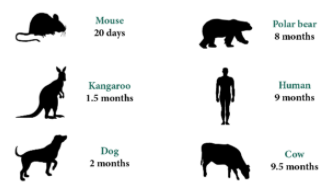 Mouse
20 days
Polar bear
8 months
Kangaroo
1.5 months
Human
9 months
Dog
2 months
Cow
9.5 months